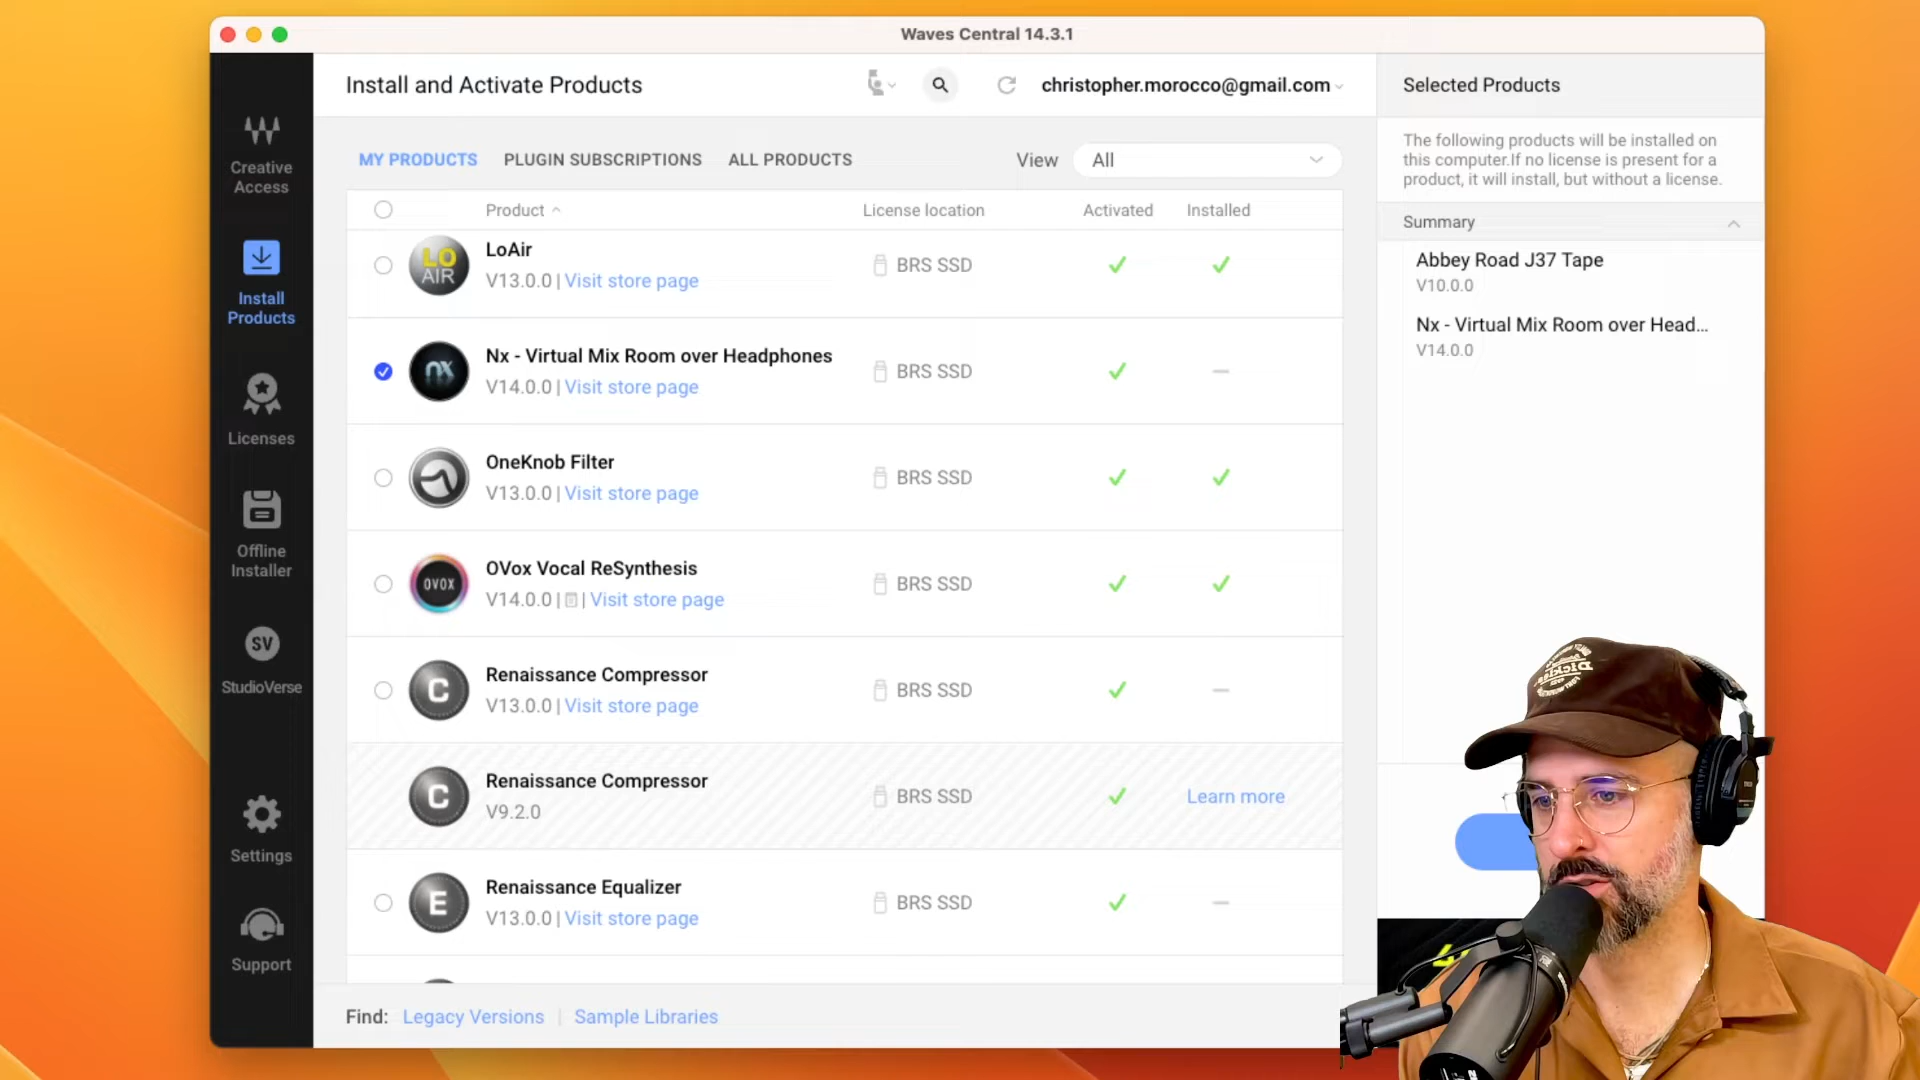 Waves Central 14.3.1
Install and Activate Products
christopher.morocco@gmail.com
Selected Products
Creative
Access
Install
Products
Licenses
Offline
Installer
SV
StudioVerse
Settings
Support
MY PRODUCTS
PLUGIN SUBSCRIPTIONS
ALL PRODUCTS
View
All
Product
License location
Activated
Installed
LO
AIR
LoAir
V13.0.0 | Visit store page
BRS SSD
nx
Nx - Virtual Mix Room over Headphones
V14.0.0 | Visit store page
BRS SSD
OneKnob Filter
V13.0.0 | Visit store page
BRS SSD
OVOX
OVox Vocal ReSynthesis
V14.0.0 | | Visit store page
BRS SSD
C
Renaissance Compressor
V13.0.0 | Visit store page
BRS SSD
C
Renaissance Compressor
V9.2.0
BRS SSD
Learn more
E
Renaissance Equalizer
V13.0.0 | Visit store page
BRS SSD
Find: Legacy Versions | Sample Libraries
The following products will be installed on
this computer.If no license is present for a
product, it will install, but without a license.
Summary
Abbey Road J37 Tape
V10.0.0
Nx - Virtual Mix Room over Head...
V14.0.0
Dickies